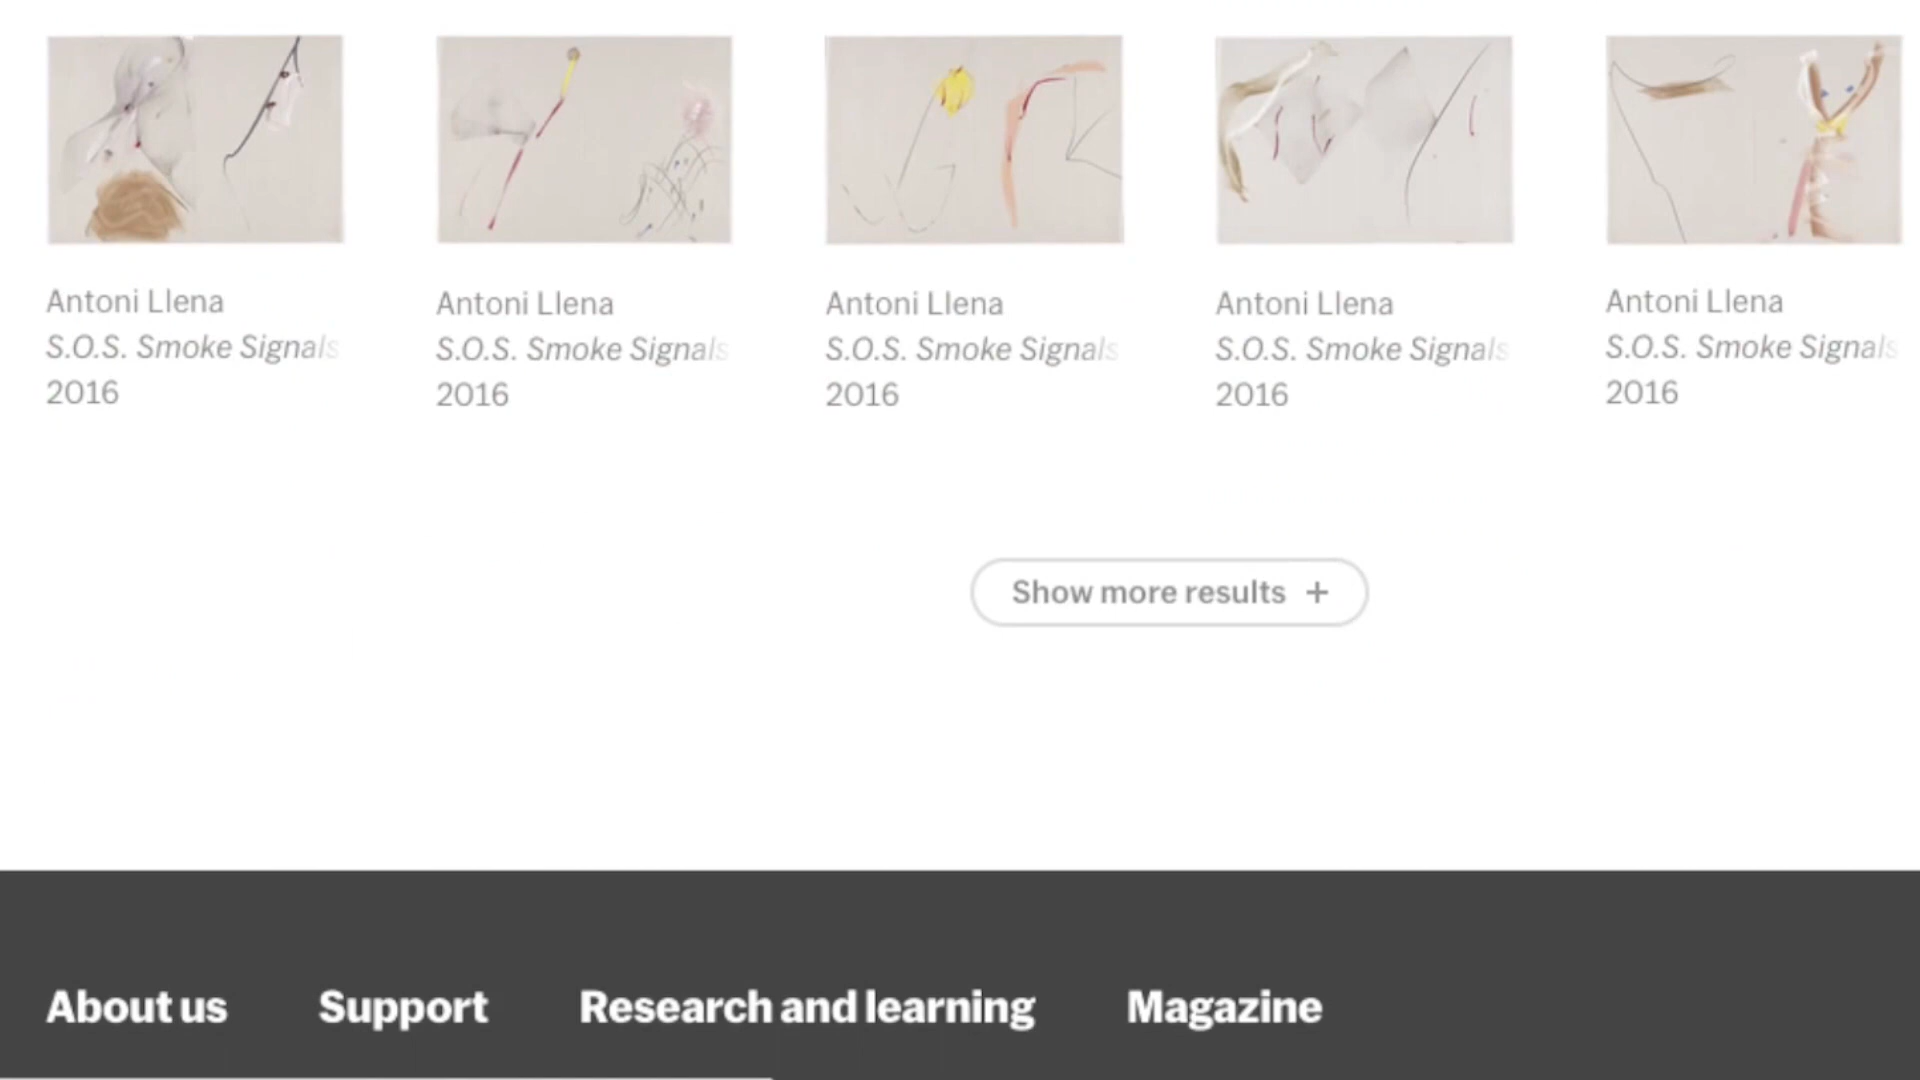 Antoni Llena
S.O.S. Smoke Signals
2016
Antoni Llena
S.O.S. Smoke Signals
2016
Antoni Llena
S.O.S. Smoke Signals
2016
Antoni Llena
S.O.S. Smoke Signals
2016
Antoni Llena
S.O.S. Smoke Signals
2016
Show more results +
About us
Support
Research and learning
Magazine